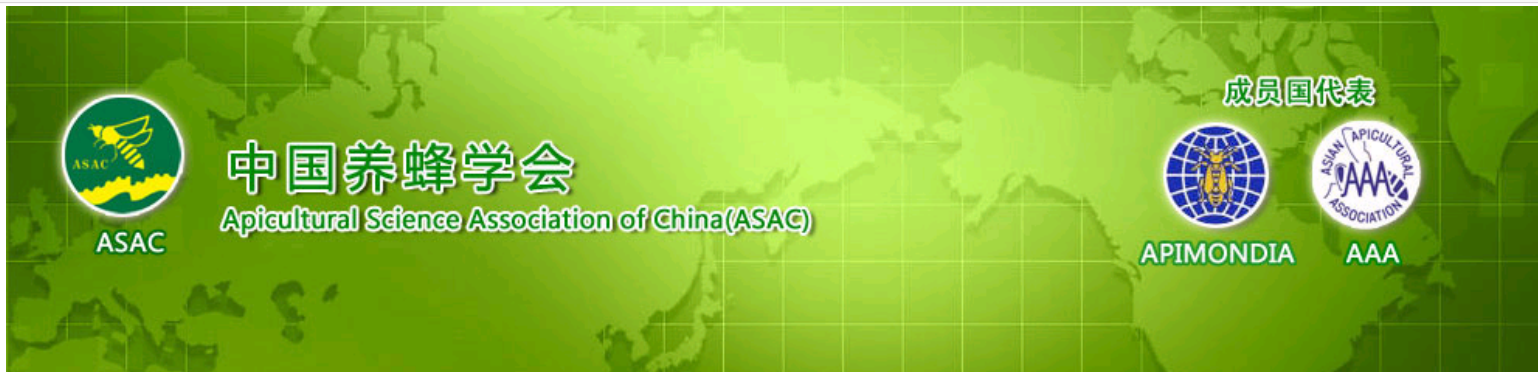 ASAC
ASAC
中国养蜂学会
Apicultural Science Association of China(ASAC)
成员国代表
APIMONDIA
ASIAN APICULTURAL ASSOCIATION
AAA
AAA